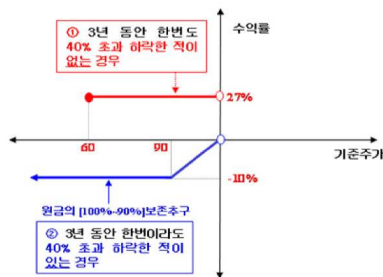 수익률
① 3년 동안 한번도
40% 초과 하락한 적이
없는 경우
27%
60
90
기준주가
-10%
원금의 [100%~90%]보존추구
② 3년 동안 한번이라도
40% 초과 하락한 적이
있는 경우